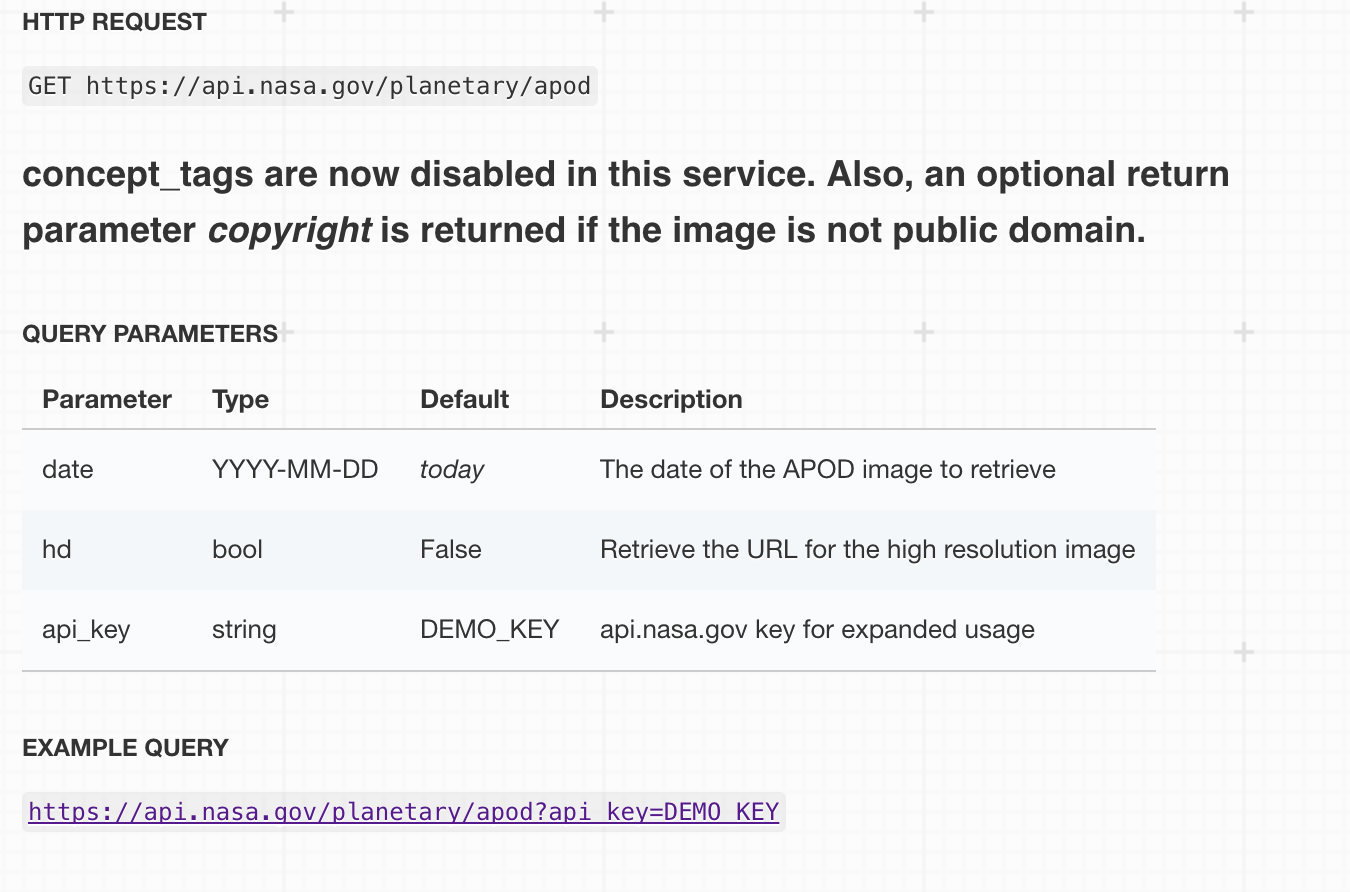 HTTP REQUEST
GET https://api.nasa.gov/planetary/apod
concept_tags are now disabled in this service. Also, an optional return
parameter copyright is returned if the image is not public domain.
QUERY PARAMETERS
Parameter Type Default Description
date YYYY-MM-DD today The date of the APOD image to retrieve
hd bool False Retrieve the URL for the high resolution image
api_key string DEMO_KEY api.nasa.gov key for expanded usage
EXAMPLE QUERY
https://api.nasa.gov/planetary/apod?api_key=DEMO_KEY